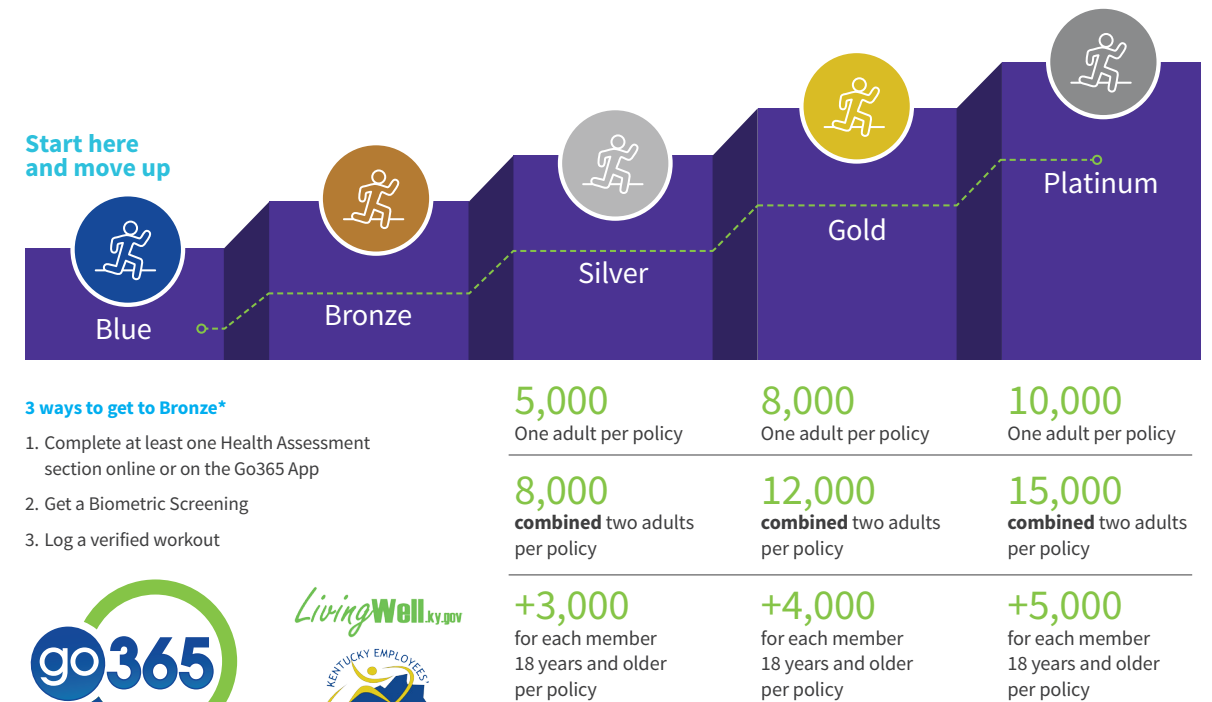 Start here
and move up
Blue
Bronze
Silver
Gold
Platinum
3 ways to get to Bronze*
1. Complete at least one Health Assessment
section online or on the Go365 App
2. Get a Biometric Screening
3. Log a verified workout
5,000
One adult per policy
8,000
combined two adults
per policy
+3,000
for each member
18 years and older
per policy
8,000
One adult per policy
12,000
combined two adults
per policy
+4,000
for each member
18 years and older
per policy
10,000
One adult per policy
15,000
combined two adults
per policy
+5,000
for each member
18 years and older
per policy
go365
LivingWell.ky.gov
KENTUCKY EMPLOYEES'